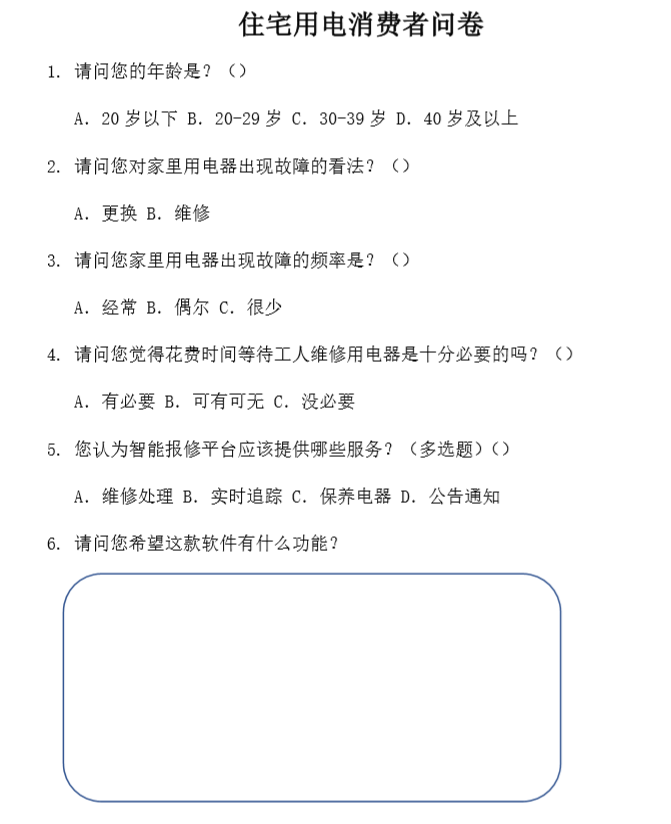 住宅用电消费者问卷
1. 请问您的年龄是？（）
A. 20 岁以下 B. 20-29 岁 C. 30-39 岁 D. 40 岁及以上
2. 请问您对家里用电器出现故障的看法？（）
A. 更换 B. 维修
3. 请问您家里用电器出现故障的频率是？（）
A. 经常 B. 偶尔 C. 很少
4. 请问您觉得花费时间等待工人维修用电器是十分必要的吗？（）
A. 有必要 B. 可有可无 C. 没必要
5. 您认为智能报修平台应该提供哪些服务？（多选题）（）
A. 维修处理 B. 实时追踪 C. 保养电器 D. 公告通知
6. 请问您希望这款软件有什么功能？